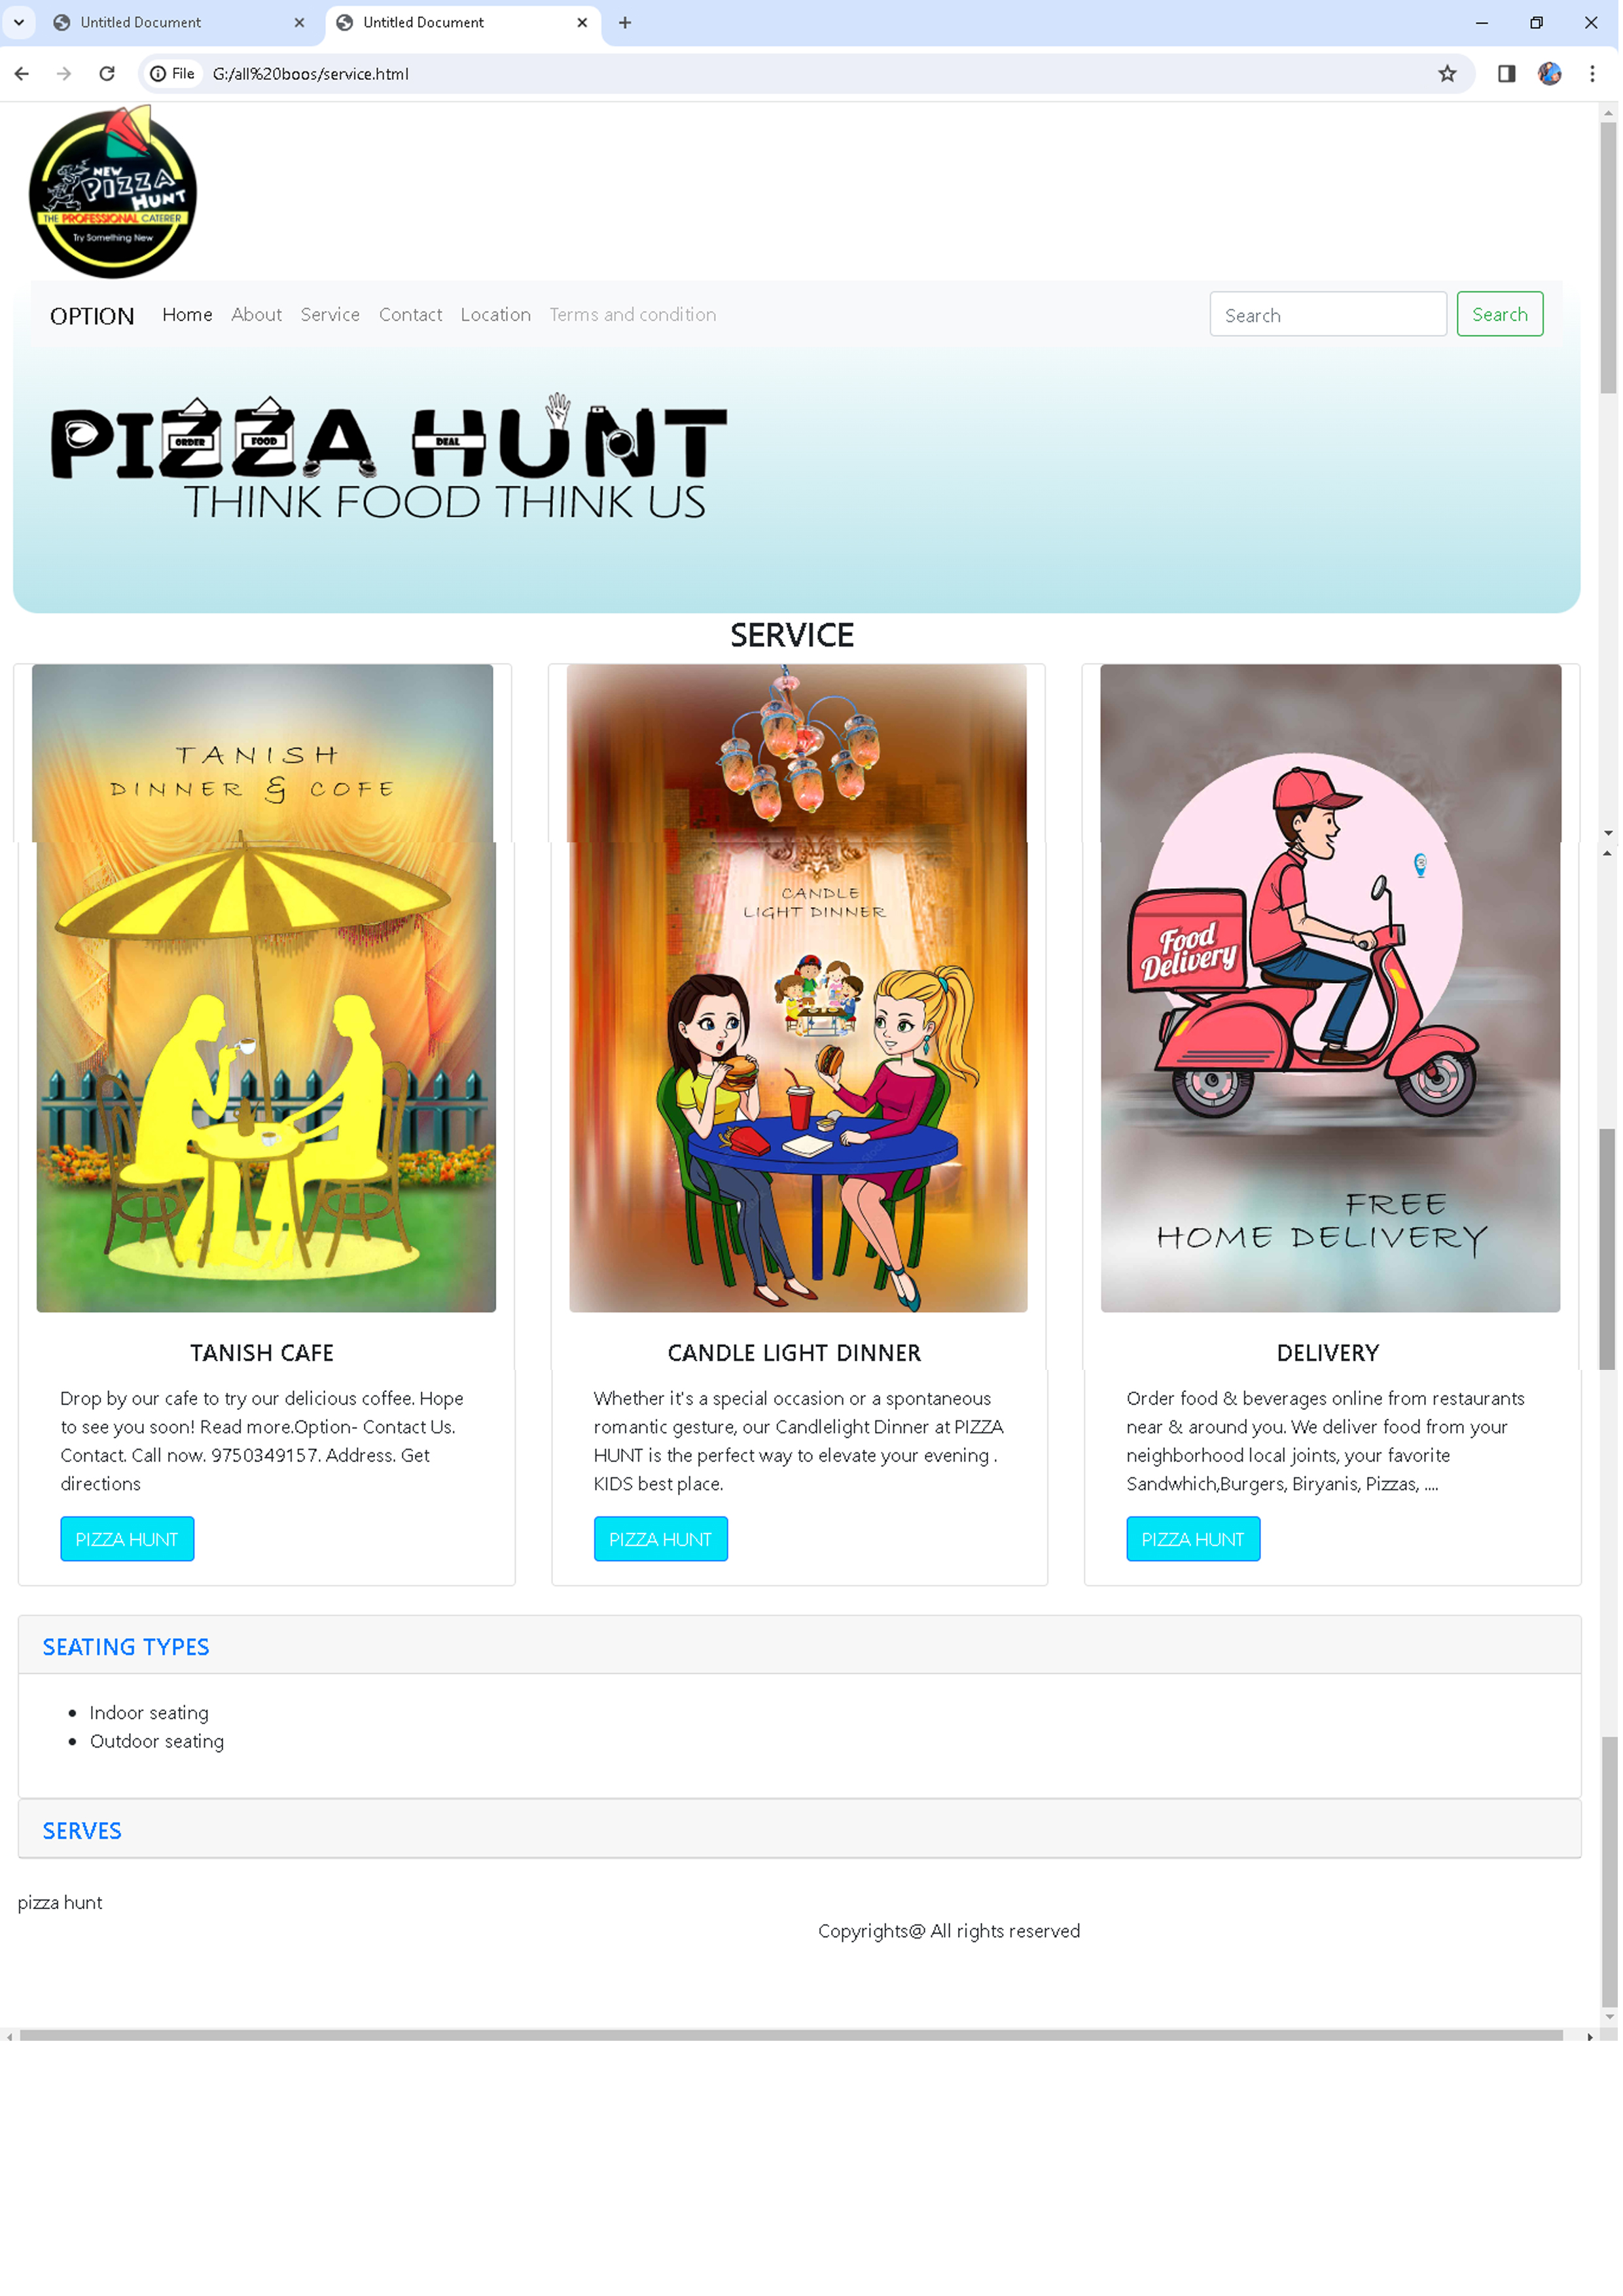 Untitled Document
Untitled Document
File G:/all%20boos/service.html
NEW
PIZZA
HUNT
THE PROFESSIONAL CATERER
Try Something New
OPTION Home About Service Contact Location Terms and condition Search Search
PIZZA HUNT
ORDER FOOD DEAL
THINK FOOD THINK US
SERVICE
TANISH
DINNER & COFE
CANDLE
LIGHT DINNER
Food
Delivery
FREE
HOME DELIVERY
TANISH CAFE
Drop by our cafe to try our delicious coffee. Hope
to see you soon! Read more.Option- Contact Us.
Contact. Call now. 9750349157. Address. Get
directions
PIZZA HUNT
CANDLE LIGHT DINNER
Whether it's a special occasion or a spontaneous
romantic gesture, our Candlelight Dinner at PIZZA
HUNT is the perfect way to elevate your evening .
KIDS best place.
PIZZA HUNT
DELIVERY
Order food & beverages online from restaurants
near & around you. We deliver food from your
neighborhood local joints, your favorite
Sandwhich,Burgers, Biryanis, Pizzas, ....
PIZZA HUNT
SEATING TYPES
Indoor seating
Outdoor seating
SERVES
pizza hunt
Copyrights@ All rights reserved